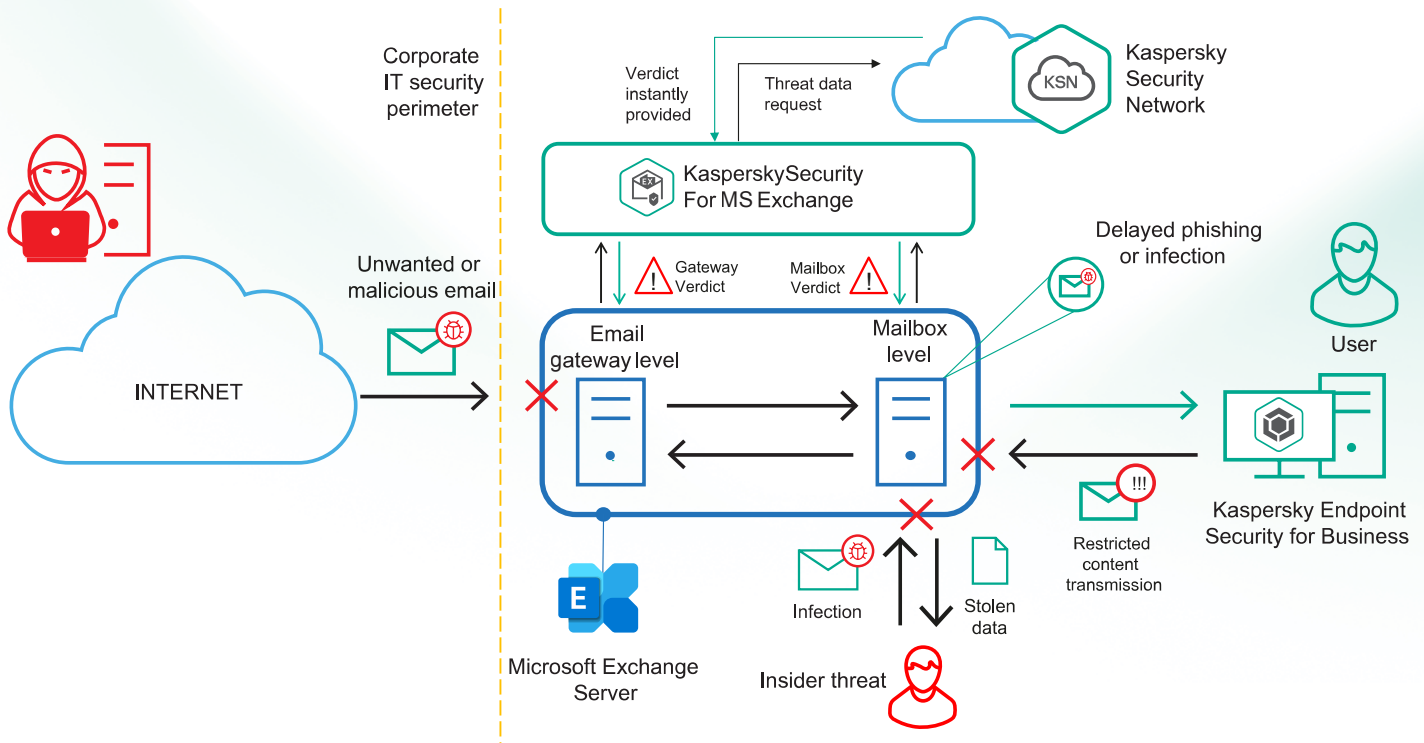 Corporate
IT security
perimeter
Verdict
instantly
provided
Threat data
request
KSN
Kaspersky
Security
Network
EX
KasperskySecurity
For MS Exchange
Unwanted or
malicious email
!
Gateway
Verdict
Mailbox
Verdict
!
Delayed phishing
or infection
User
INTERNET
Email
gateway level
Mailbox
level
!!!
Restricted
content
transmission
Kaspersky Endpoint
Security for Business
E
Microsoft Exchange
Server
Infection
Stolen
data
Insider threat